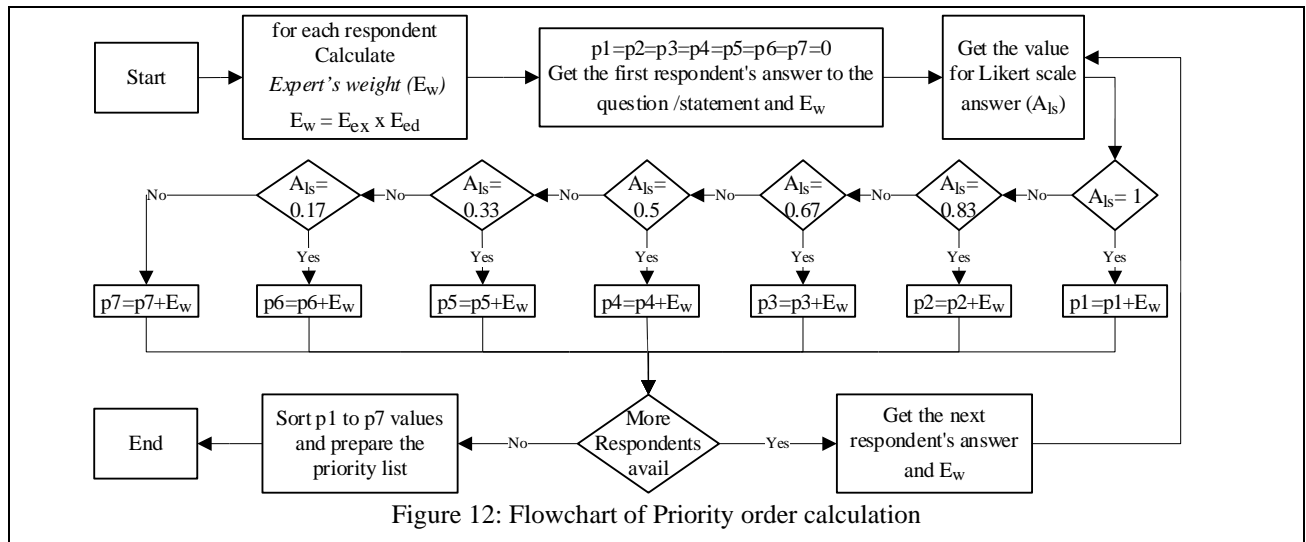 Start
for each respondent
Calculate
Expert's weight (Ew)
Ew = Eex x Eed
p1=p2=p3=p4=p5=p6=p7=0
Get the first respondent's answer to the
question /statement and Ew
Get the value
for Likert scale
answer (Als)
No
Als=
0.17
No
Als=
0.33
No
Als=
0.5
No
Als=
0.67
No
Als=
0.83
No
Als= 1
Yes
Yes
Yes
Yes
Yes
Yes
p7=p7+Ew
p6=p6+Ew
p5=p5+Ew
p4=p4+Ew
p3=p3+Ew
p2=p2+Ew
p1=p1+Ew
End
Sort p1 to p7 values
and prepare the
priority list
No
More
Respondents
avail
Yes
Get the next
respondent's answer
and Ew
Figure 12: Flowchart of Priority order calculation